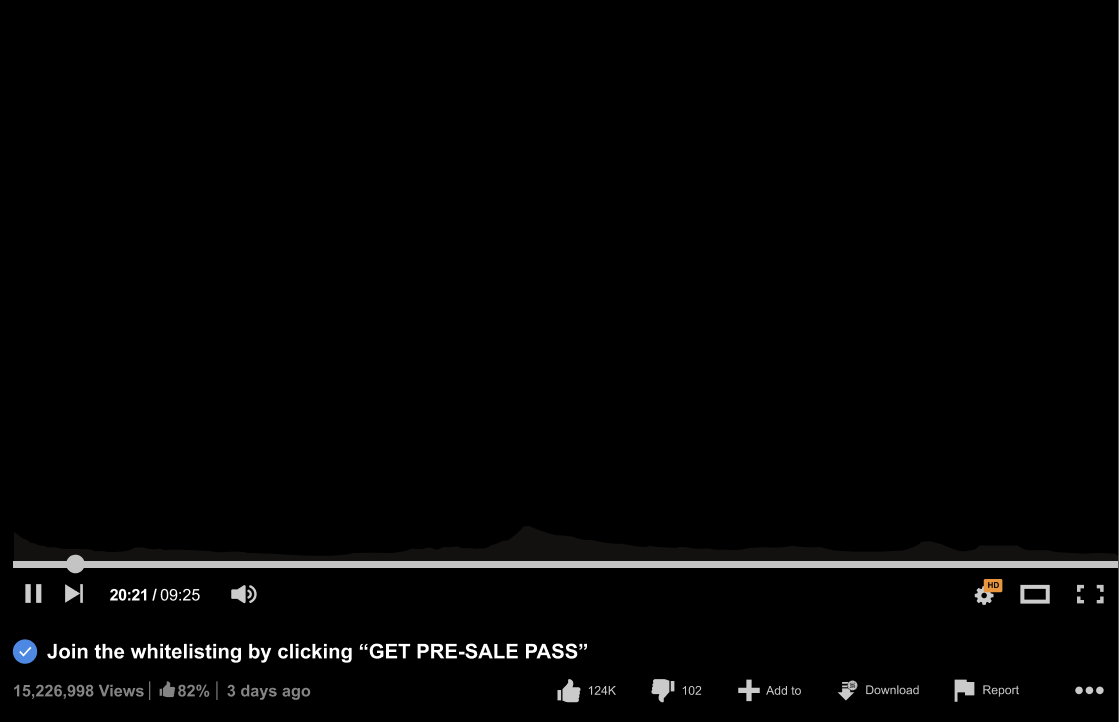 20:21 / 09:25
HD
Join the whitelisting by clicking “GET PRE-SALE PASS”
15,226,998 Views | 82% | 3 days ago
124K 102 Add to Download Report